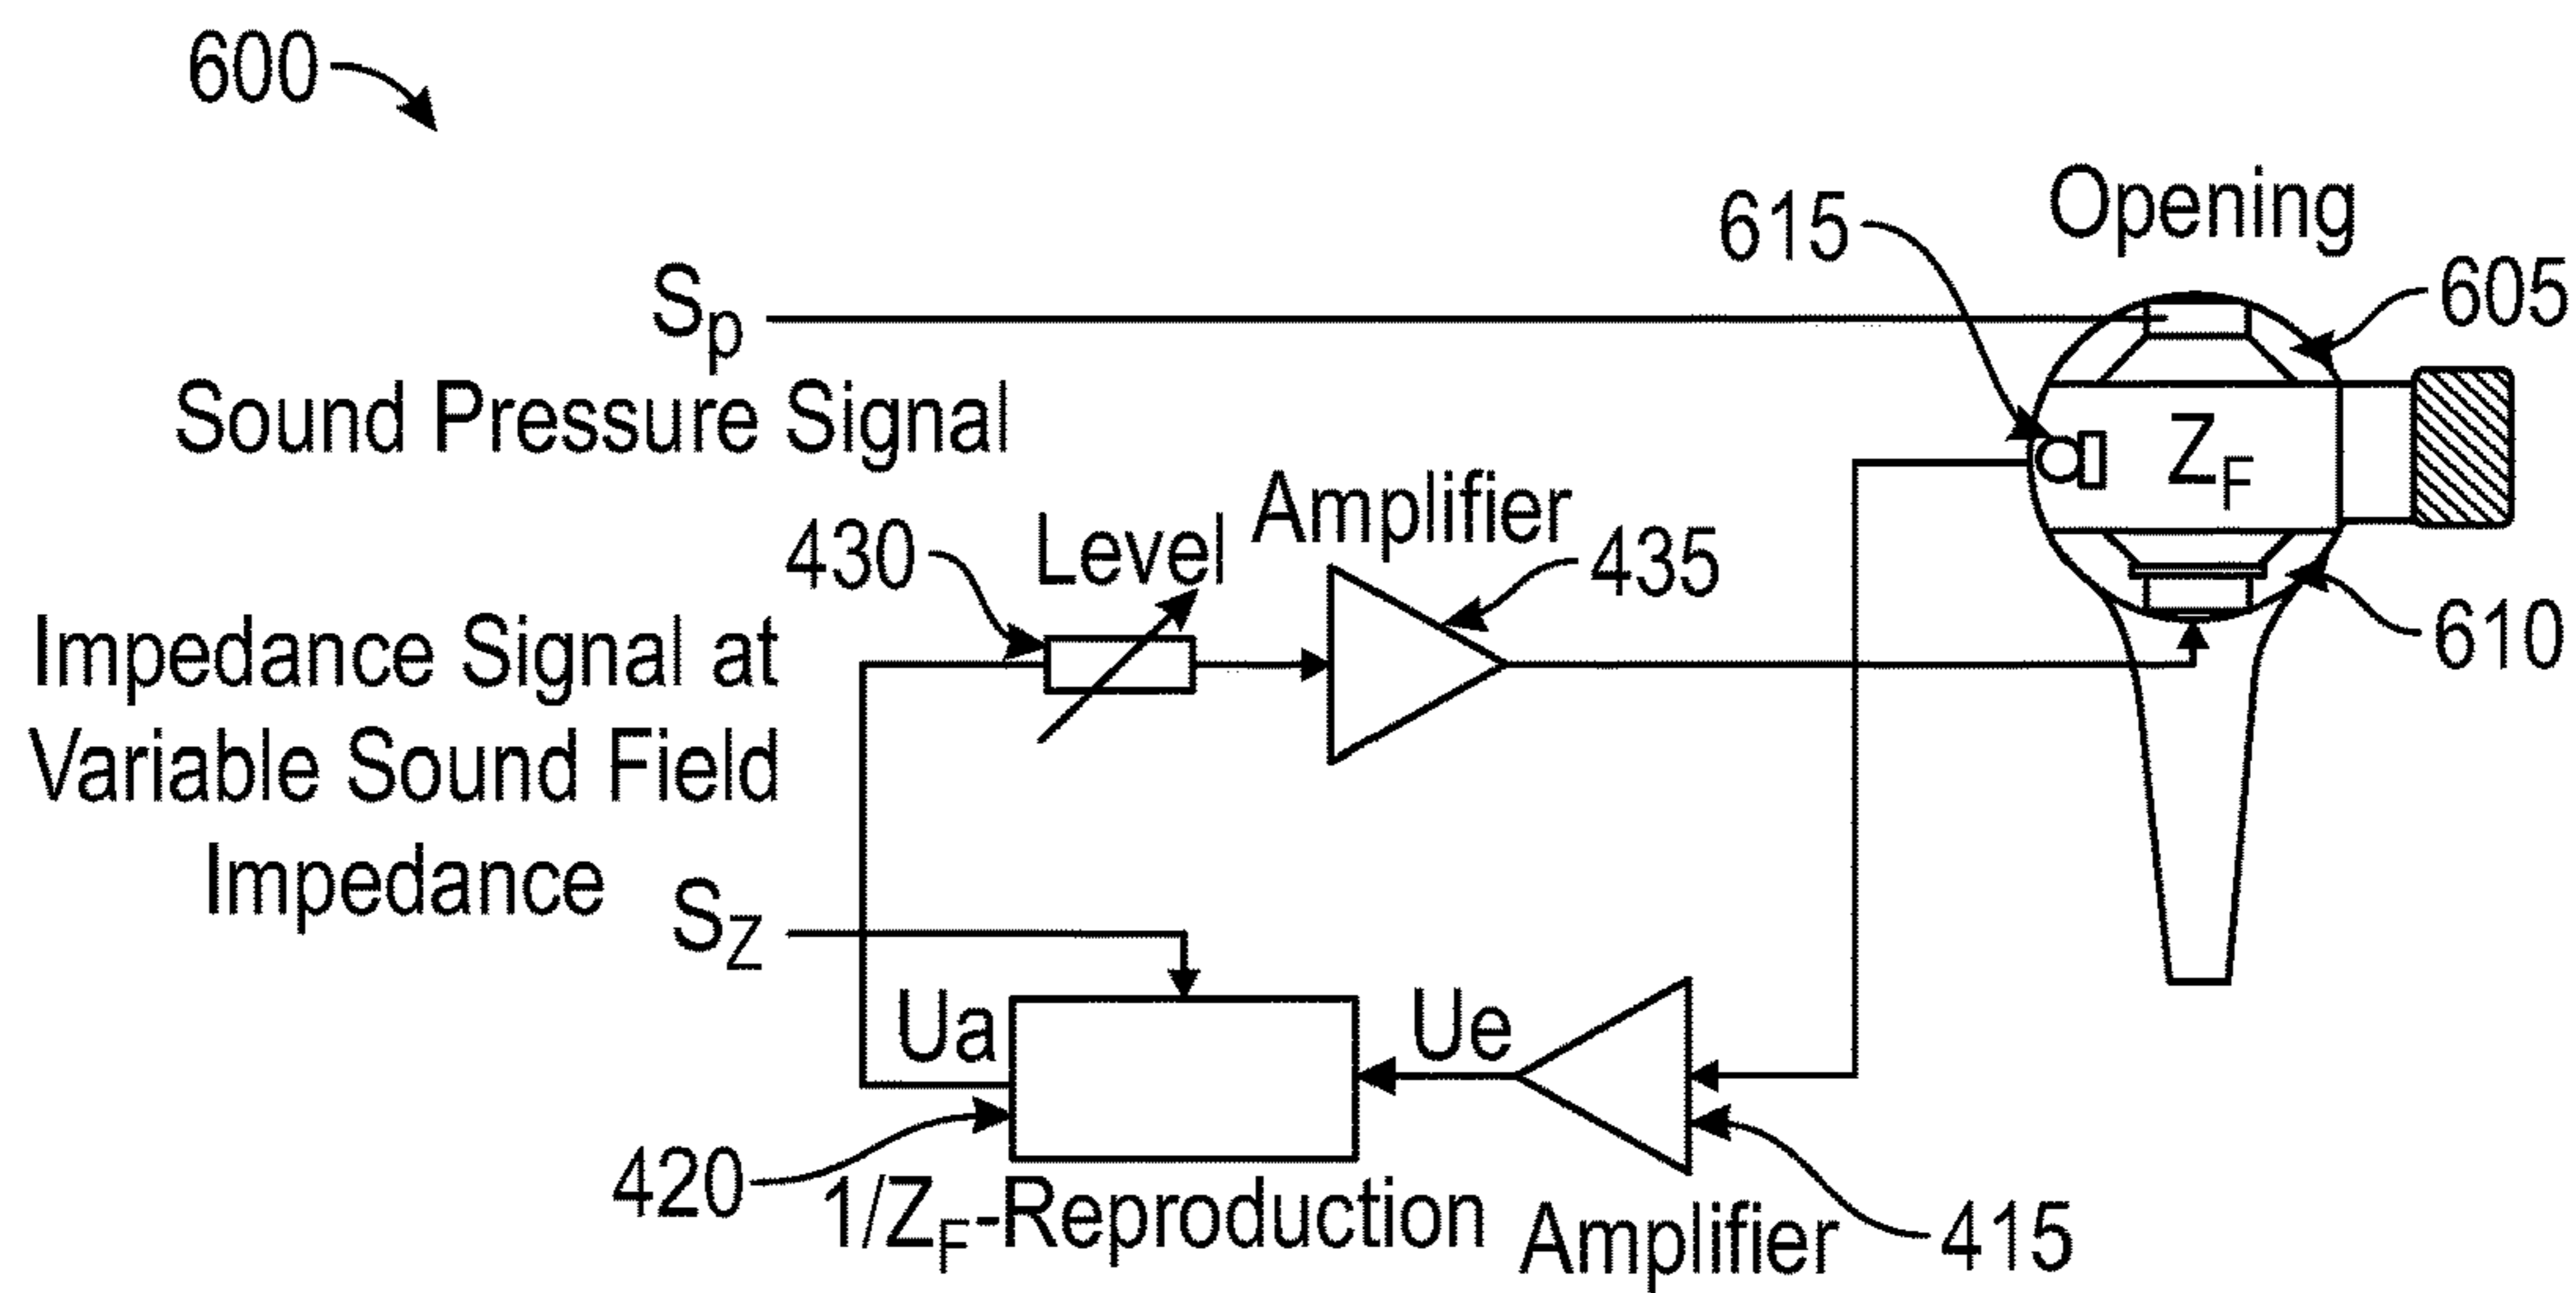 600
Opening
615
605
Sp
Sound Pressure Signal
ZF
Amplifier
Level
430
435
610
Impedance Signal at
Variable Sound Field
Impedance
SZ
Ua
Ue
420
1/ZF-Reproduction
Amplifier
415